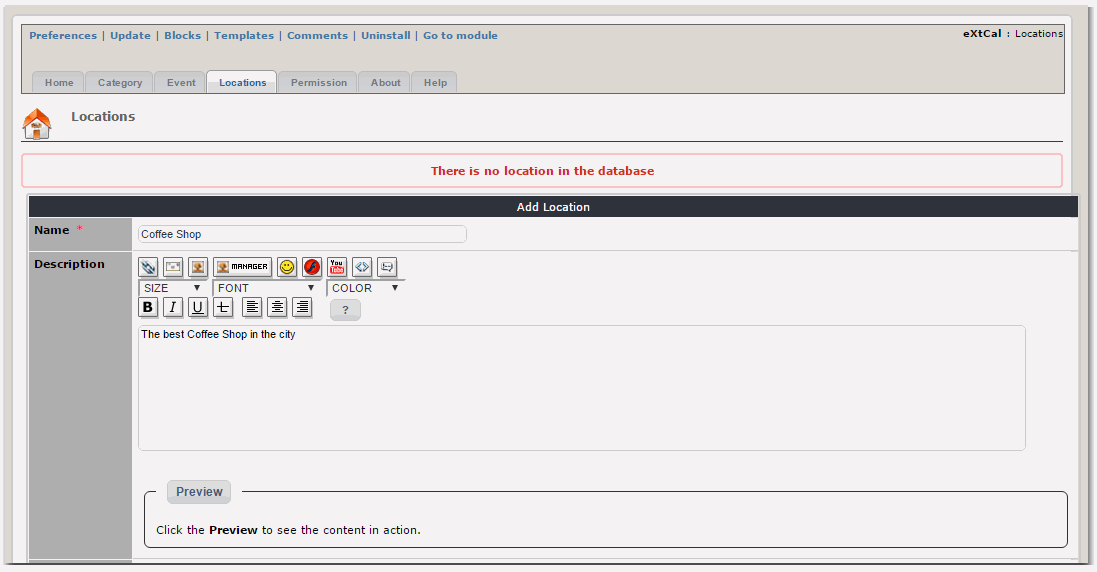 Preferences | Update | Blocks | Templates | Comments | Uninstall | Go to module
eXtCal : Locations
Home Category Event Locations Permission About Help
Locations
There is no location in the database
Add Location
Name * Coffee Shop
Description
MANAGER You Tube
SIZE FONT COLOR
B I U T ?
The best Coffee Shop in the city
Preview
Click the Preview to see the content in action.